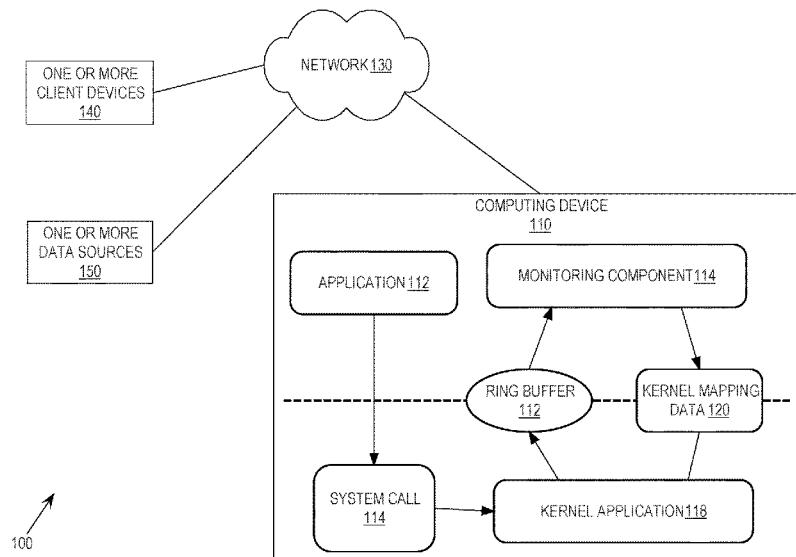 NETWORK 130
ONE OR MORE
CLIENT DEVICES
140
ONE OR MORE
DATA SOURCES
150
COMPUTING DEVICE
110
APPLICATION 112
MONITORING COMPONENT 114
RING BUFFER
112
KERNEL MAPPING
DATA 120
SYSTEM CALL
114
KERNEL APPLICATION 118
100